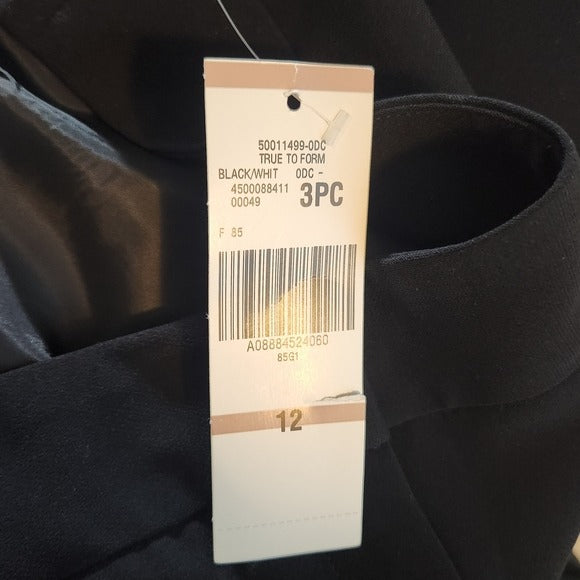 50011499-0DC
TRUE TO FORM
BLACK/WHIT 0DC -
4500088411
00049 3PC
F 85
A08884524060
85G1
12